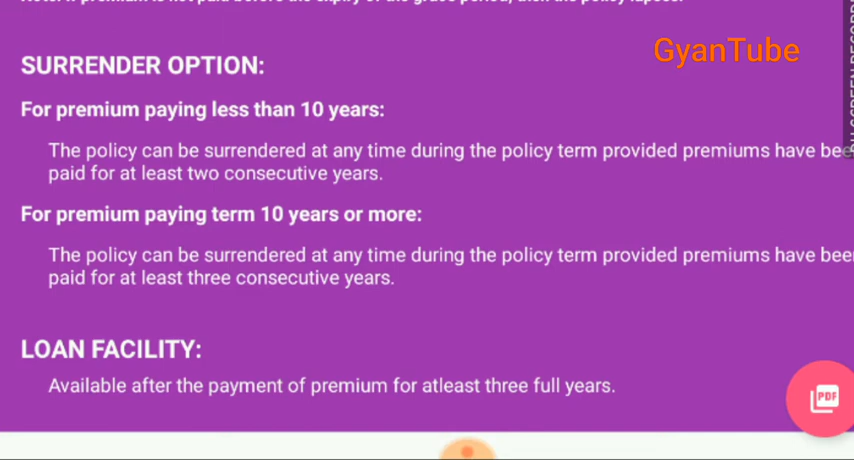 GyanTube
SURRENDER OPTION:
For premium paying less than 10 years:
The policy can be surrendered at any time during the policy term provided premiums have bee
paid for at least two consecutive years.
For premium paying term 10 years or more:
The policy can be surrendered at any time during the policy term provided premiums have bee
paid for at least three consecutive years.
LOAN FACILITY:
Available after the payment of premium for atleast three full years.
PDF